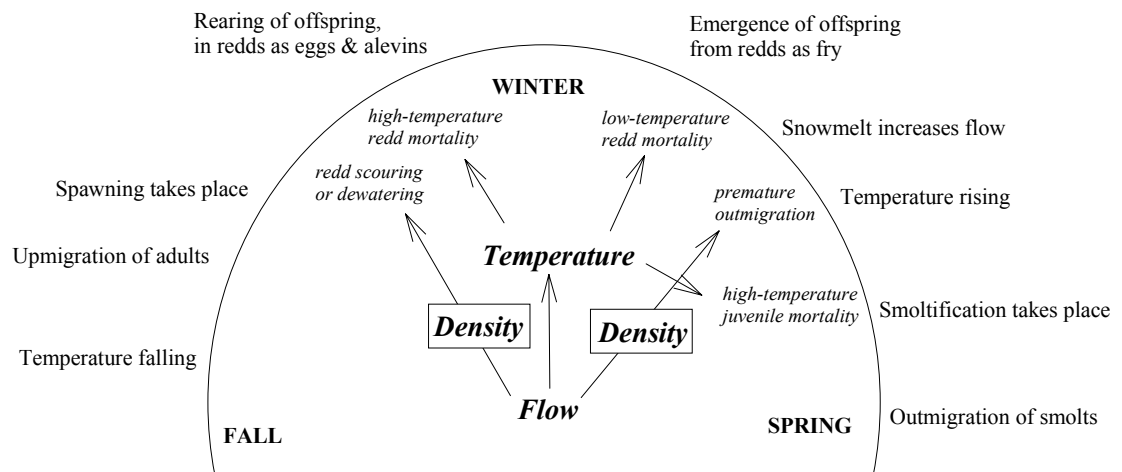 Rearing of offspring,
in redds as eggs & alevins
Emergence of offspring
from redds as fry
WINTER
high-temperature
redd mortality
low-temperature
redd mortality
Snowmelt increases flow
redd scouring
or dewatering
Spawning takes place
premature
outmigration
Temperature rising
Upmigration of adults
Temperature
high-temperature
juvenile mortality
Smoltification takes place
Density
Density
Temperature falling
Flow
FALL
SPRING
Outmigration of smolts